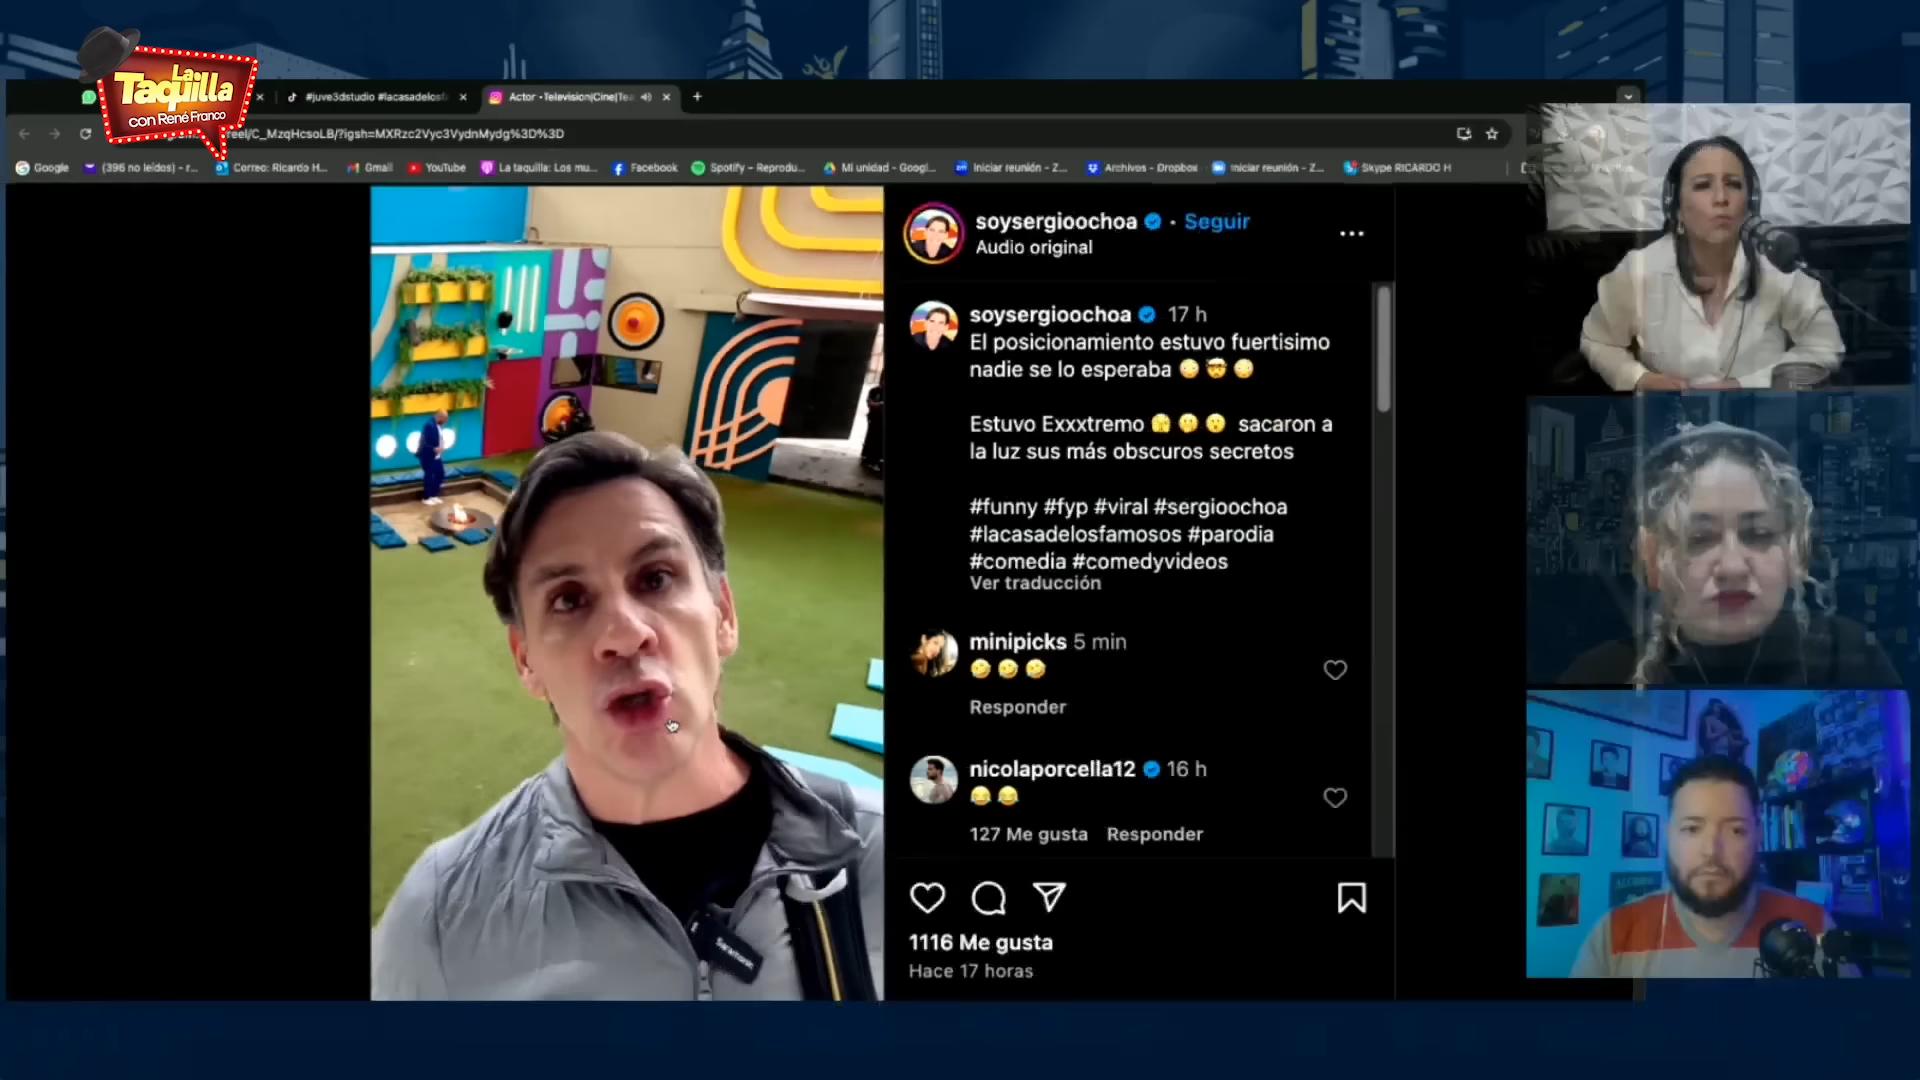 La
Taquilla
con René Franco
#juve3dstudio #lacasadelosf
Actor -Television|Cine|Tea
reel/C_MzqHcsoLB/?igsh=MXRzc2Vyc3VydnMydg%3D%3D
Google
(396 no leídos) - r...
Correo: Ricardo H...
Gmail
YouTube
La taquilla: Los mu...
Facebook
Spotify – Reprodu...
Mi unidad - Googl...
Iniciar reunión - Z...
Archivos - Dropbox
Iniciar reunión - Z...
Skype RICARDO H
soysergioochoa • Seguir
Audio original
soysergioochoa 17 h
El posicionamiento estuvo fuertisimo
nadie se lo esperaba 😳 🤯 😳
Estuvo Exxxtremo 🫣 🤭 😮 sacaron a
la luz sus más obscuros secretos
#funny #fyp #viral #sergioochoa
#lacasadelosfamosos #parodia
#comedia #comedyvideos
Ver traducción
minipicks 5 min
🤣 🤣 🤣
Responder
nicolaporcella12 16 h
😂 😂
127 Me gusta Responder
1116 Me gusta
Hace 17 horas
Saramonic